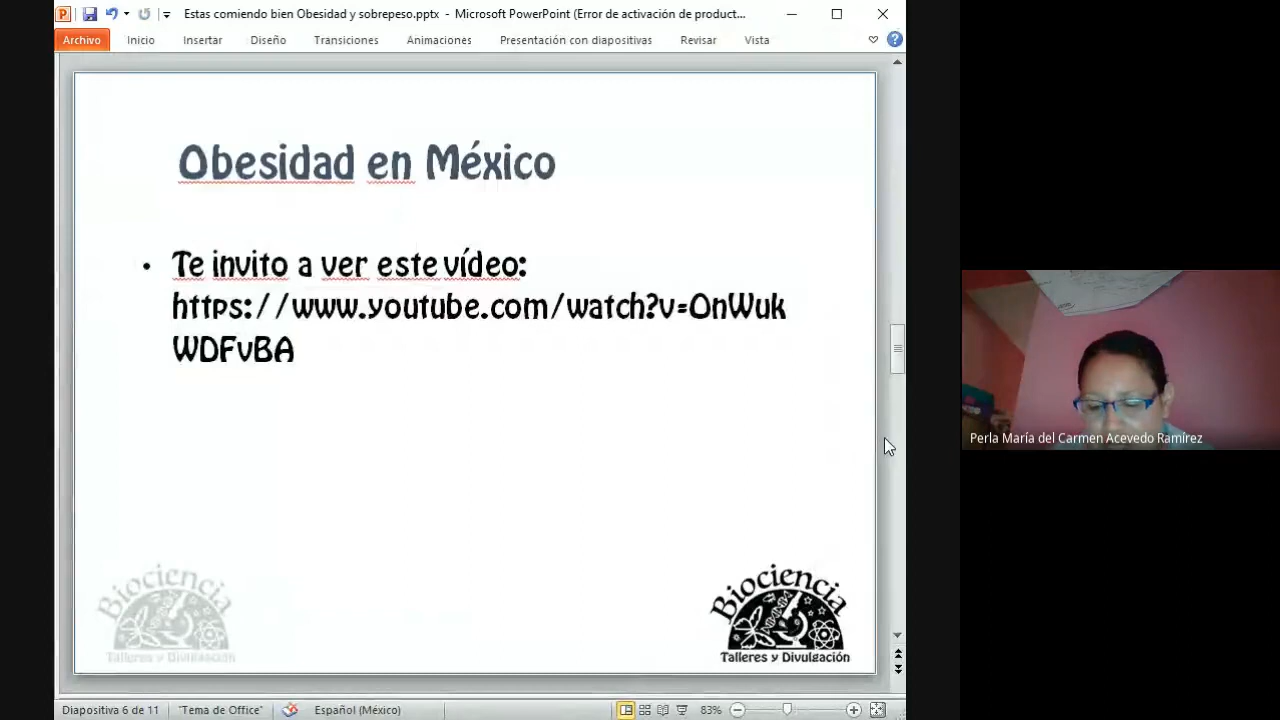 Estas comiendo bien Obesidad y sobrepeso.pptx - Microsoft PowerPoint (Error de activación de product...
Archivo Inicio Insertar Diseño Transiciones Animaciones Presentación con diapositivas Revisar Vista
Obesidad en México
• Te invito a ver este vídeo:
https://www.youtube.com/watch?v=OnWuk
WDFvBA
Perla María del Carmen Acevedo Ramírez
Biociencia
Talleres y Divulgación
Biociencia
Talleres y Divulgación
Diapositiva 6 de 11 "Tema de Office" Español (México) 83%